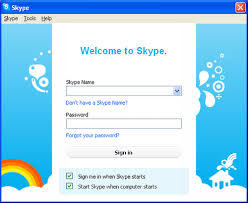 Skype
Skype Tools Help
Welcome to Skype.
Skype Name
Don't have a Skype Name?
Password
Forgot your password?
Sign in
Sign me in when Skype starts
Start Skype when computer starts